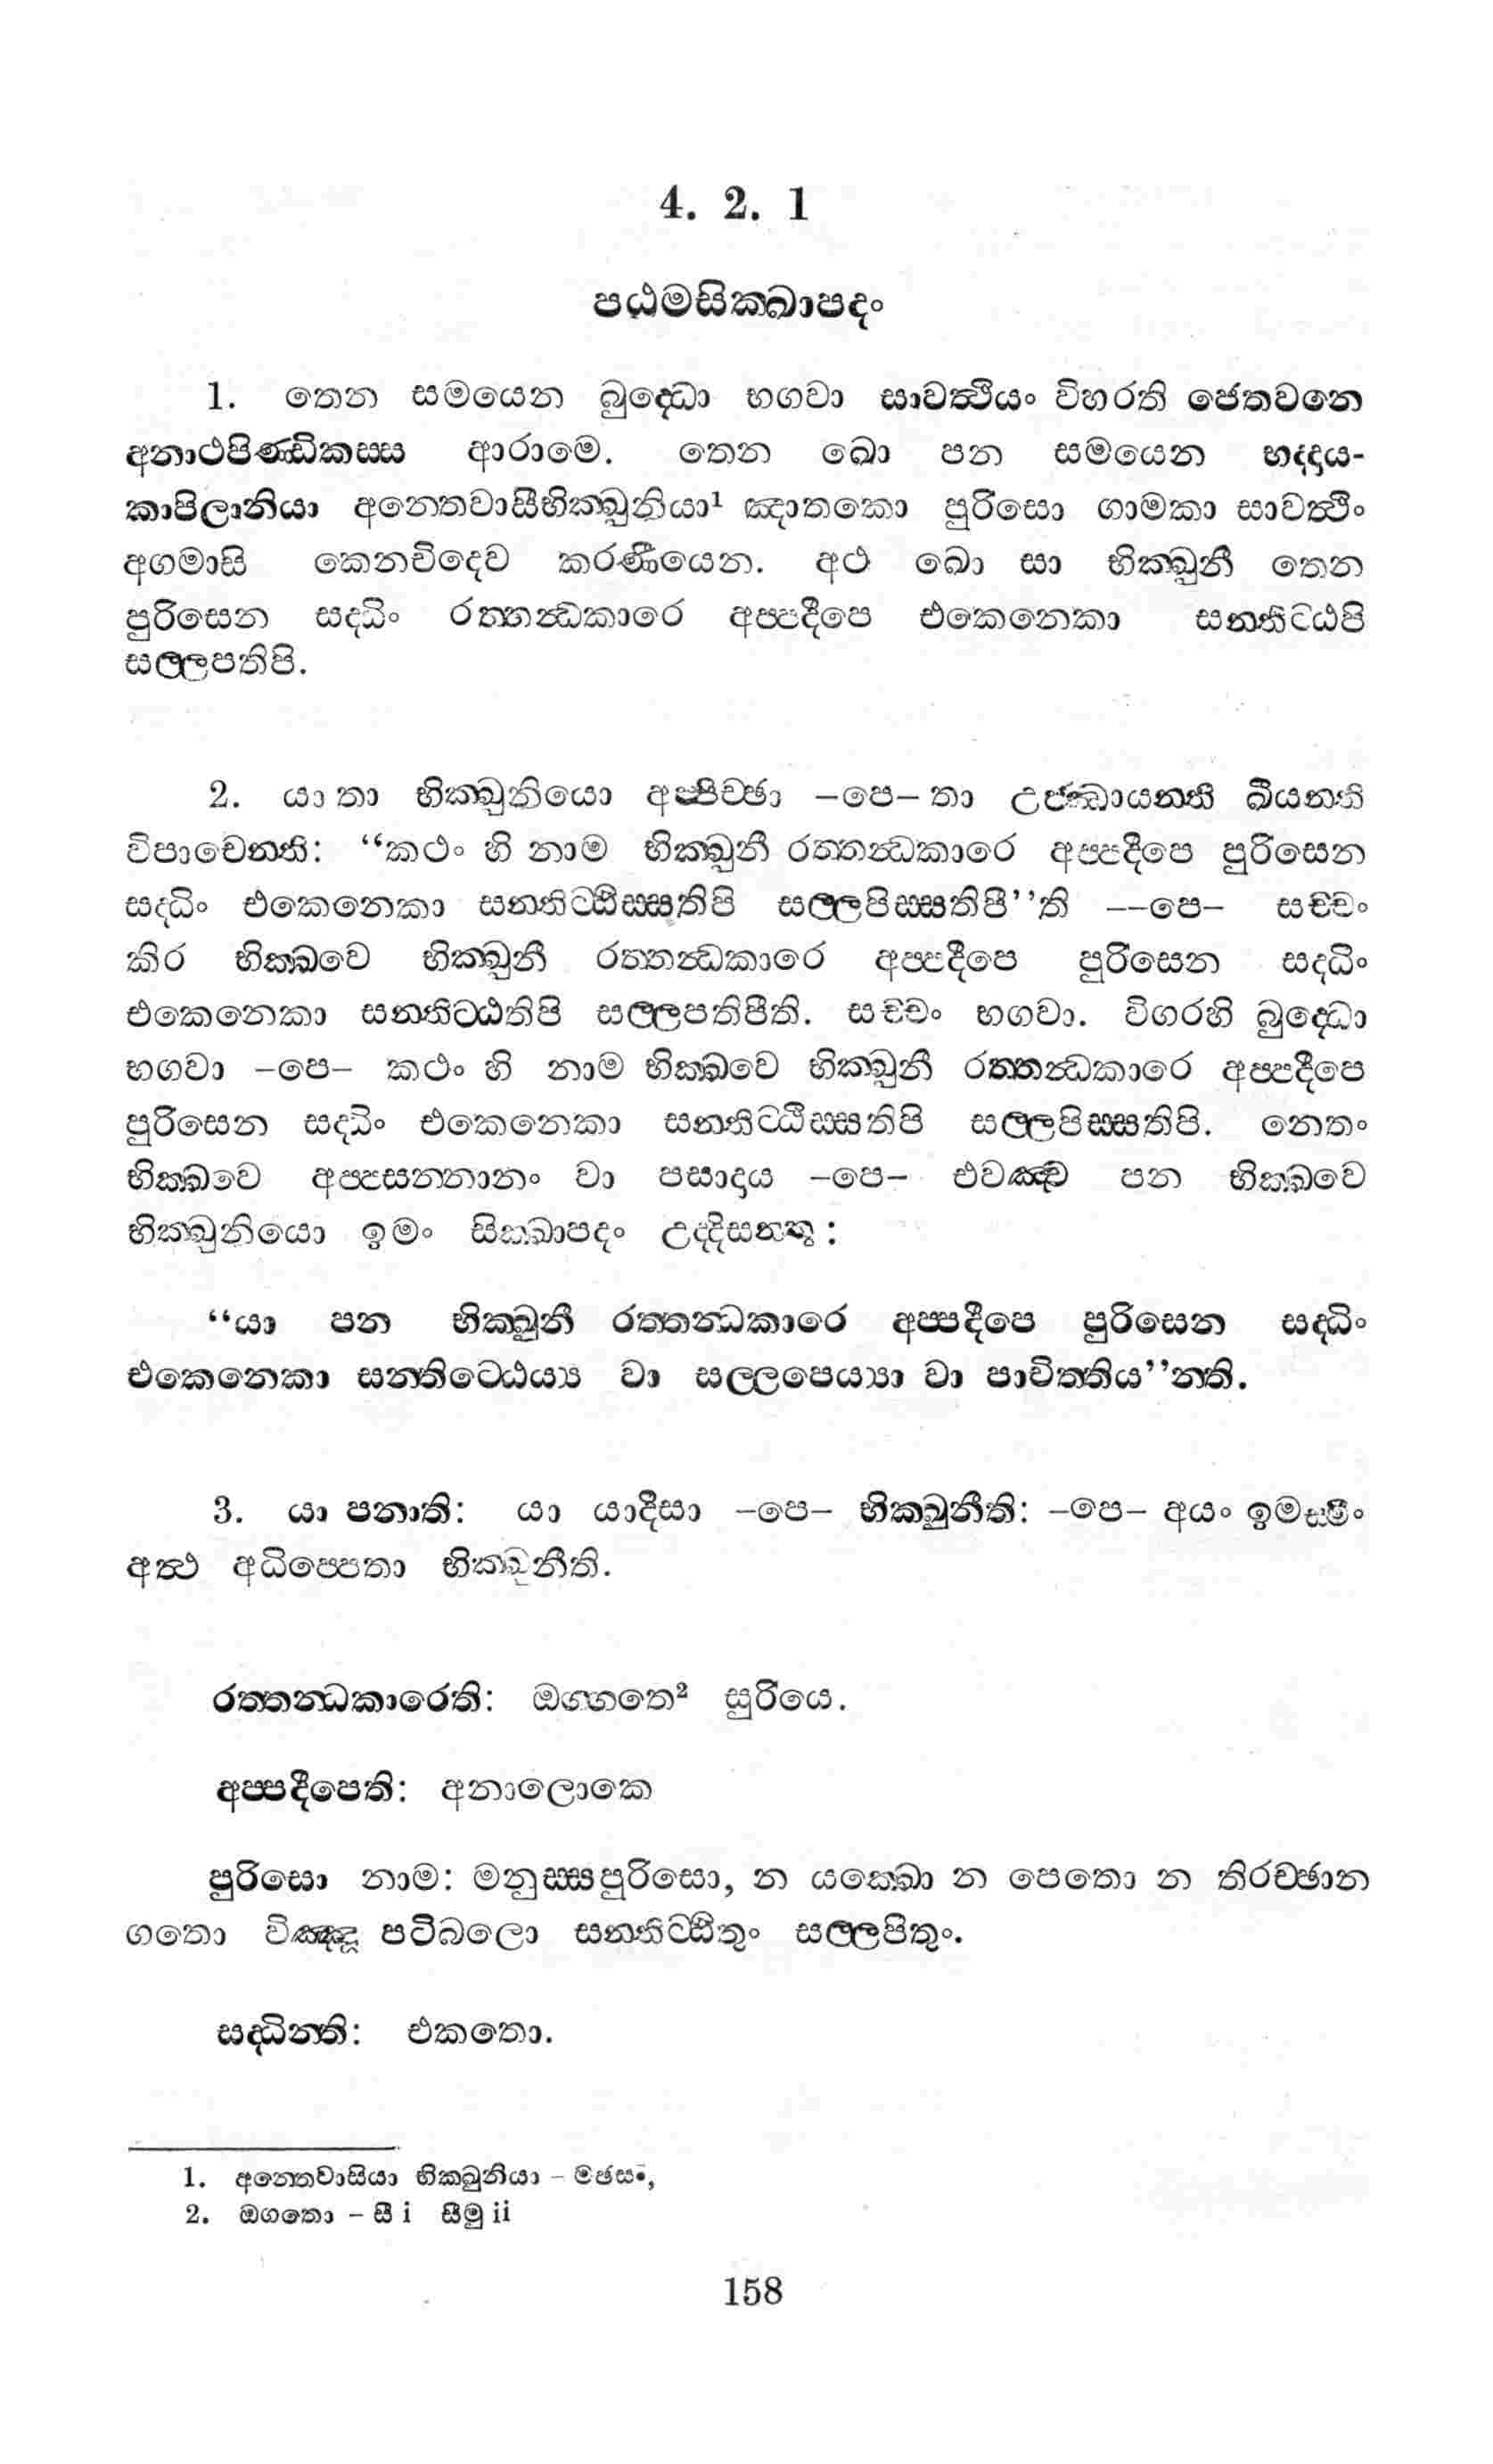 4. 2. 1
පඨමසික්ඛාපදං
1. තෙන සමයෙන බුද්ධො භගවා සාවත්ථියං විහරති ජෙතවනෙ
අනාථපිණ්ඩිකස්ස ආරාමෙ. තෙන ඛො පන සමයෙන භද්දාය-
කාපිලානියා අන්තෙවාසීභික්ඛුනියා¹ ඤාතකො පුරිසො ගාමකා සාවත්ථිං
අගමාසි කෙනචිදෙව කරණීයෙන. අථ ඛො සා භික්ඛුනී තෙන
පුරිසෙන සද්ධිං රත්තන්ධකාරෙ අප්පදීපෙ එකෙනෙකා සන්තිට්ඨපි
සල්ලපතිපි.
2. යා තා භික්ඛුනියො අප්පිච්ඡා –පෙ– තා උජ්ඣායන්ති ඛීයන්ති
විපාචෙන්ති: “කථං හි නාම භික්ඛුනී රත්තන්ධකාරෙ අප්පදීපෙ පුරිසෙන
සද්ධිං එකෙනෙකා සන්තිට්ඨිස්සතිපි සල්ලපිස්සතිපී”ති ––පෙ– සච්චං
කිර භික්ඛවෙ භික්ඛුනී රත්තන්ධකාරෙ අප්පදීපෙ පුරිසෙන සද්ධිං
එකෙනෙකා සන්තිට්ඨතිපි සල්ලපතිපීති. සච්චං භගවා. විගරහි බුද්ධො
භගවා –පෙ– කථං හි නාම භික්ඛවෙ භික්ඛුනී රත්තන්ධකාරෙ අප්පදීපෙ
පුරිසෙන සද්ධිං එකෙනෙකා සන්තිට්ඨිස්සතිපි සල්ලපිස්සතිපි. නෙතං
භික්ඛවෙ අප්පසන්නානං වා පසාදාය –පෙ– එවඤ්ච පන භික්ඛවෙ
භික්ඛුනියො ඉමං සික්ඛාපදං උද්දිසන්තු:
“යා පන භික්ඛුනී රත්තන්ධකාරෙ අප්පදීපෙ පුරිසෙන සද්ධිං
එකෙනෙකා සන්තිට්ඨෙය්‍ය වා සල්ලපෙය්‍යා වා පාචිත්තිය”න්ති.
3. යා පනාති: යා යාදිසා –පෙ– භික්ඛුනීති: –පෙ– අයං ඉමස්මිං
අත්ථ අධිප්පෙතා භික්ඛුනීති.
රත්තන්ධකාරෙති: ඔග්ගතෙ² සුරියෙ.
අප්පදීපෙති: අනාලොකෙ
පුරිසො නාම: මනුස්සපුරිසො, න යක්ඛො න පෙතො න තිරච්ඡාන
ගතො විඤ්ඤූ පටිබලො සන්තිට්ඨිතුං සල්ලපිතුං.
සද්ධින්ති: එකතො.
1. අන්තෙවාසියා භික්ඛුනියා – මඡසං,
2. ඔගතො – සී i සීමු ii
158